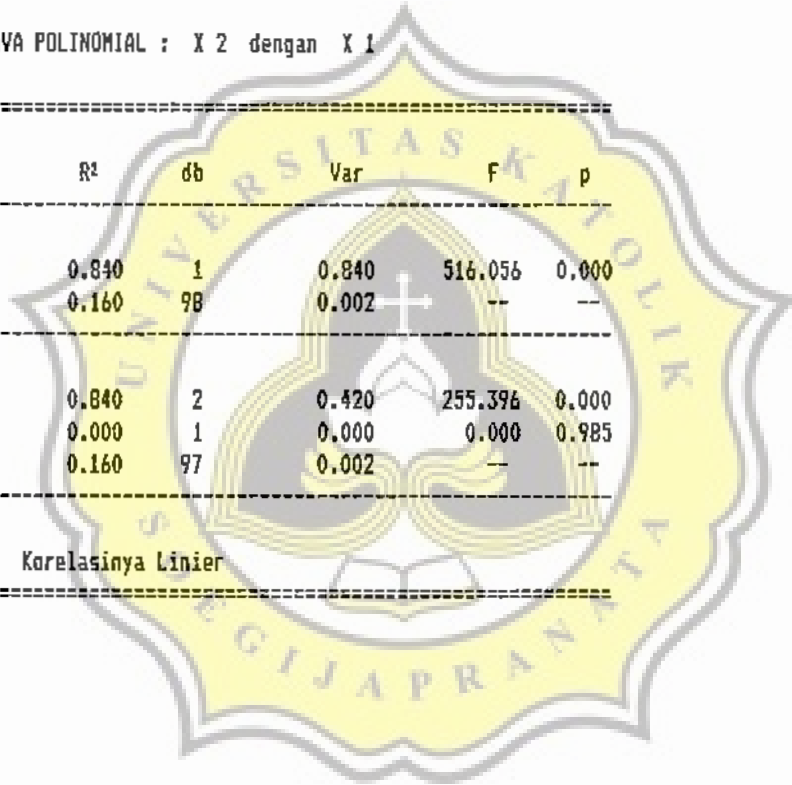 VA POLINOMIAL : X 2 dengan X 1
R² db Var F p
0.840 1 0.840 516.056 0.000
0.160 98 0.002 -- --
0.840 2 0.420 255.396 0.000
0.000 1 0.000 0.000 0.985
0.160 97 0.002 -- --
Korelasinya Linier
UNIVERSITAS KATOLIK
SOEGIJAPRANATA